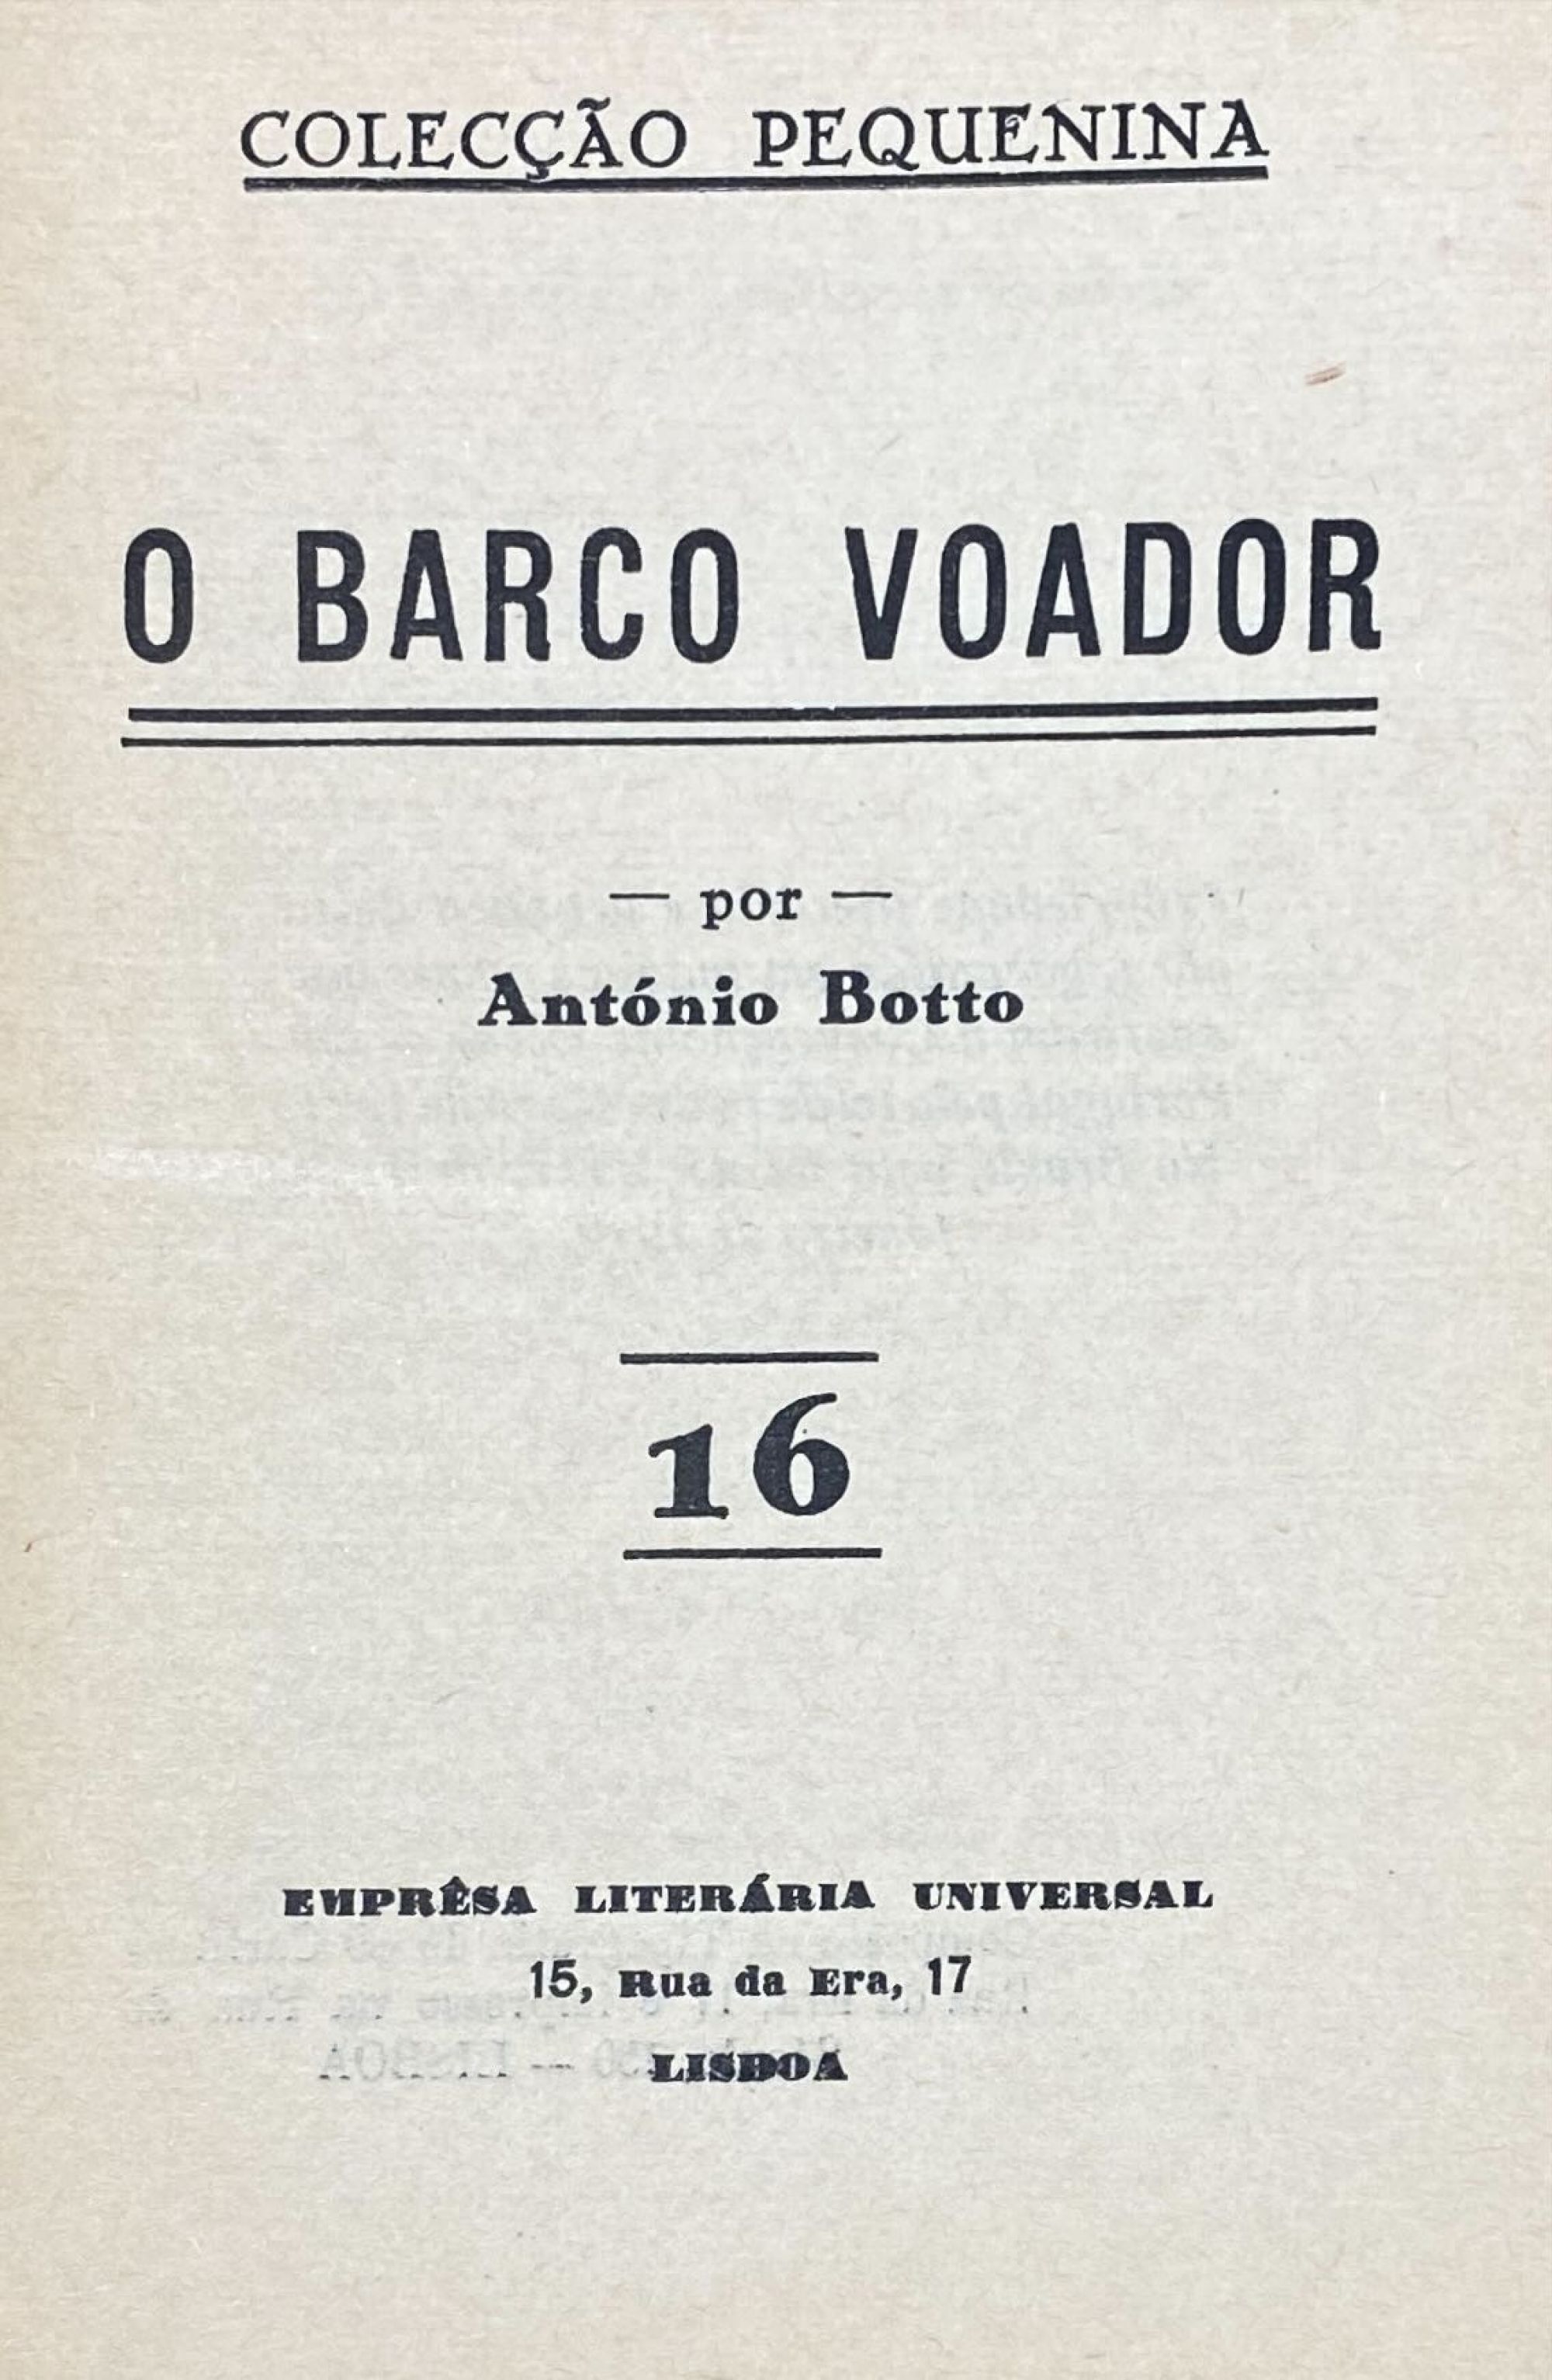 COLECÇÃO PEQUENINA
O BARCO VOADOR
— por —
António Botto
16
EMPRÊSA LITERÁRIA UNIVERSAL
15, Rua da Era, 17
LISBOA